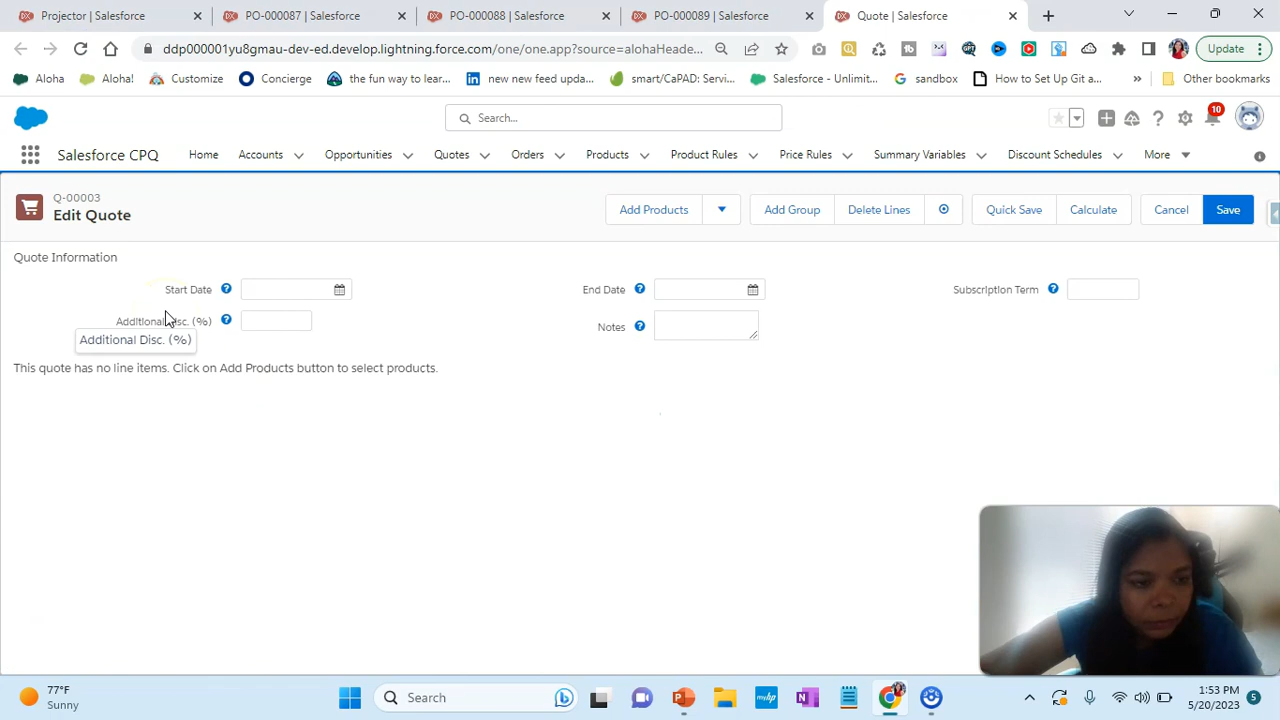 Projector | Salesforce
PO-000087 | Salesforce
PO-000088 | Salesforce
PO-000089 | Salesforce
Quote | Salesforce
ddp000001yu8gmau-dev-ed.develop.lightning.force.com/one/one.app?source=alohaHeade...
Update
Aloha
Aloha!
Customize
Concierge
the fun way to lear...
new new feed upda...
smart/CaPAD: Servi...
Salesforce - Unlimit...
sandbox
How to Set Up Git a...
Other bookmarks
Search...
10
Salesforce CPQ
Home
Accounts
Opportunities
Quotes
Orders
Products
Product Rules
Price Rules
Summary Variables
Discount Schedules
More
Q-00003
Edit Quote
Add Products
Add Group
Delete Lines
Quick Save
Calculate
Cancel
Save
Quote Information
Start Date
End Date
Subscription Term
Additional Disc. (%)
Notes
Additional Disc. (%)
This quote has no line items. Click on Add Products button to select products.
77°F
Sunny
Search
1:53 PM
5/20/2023
5